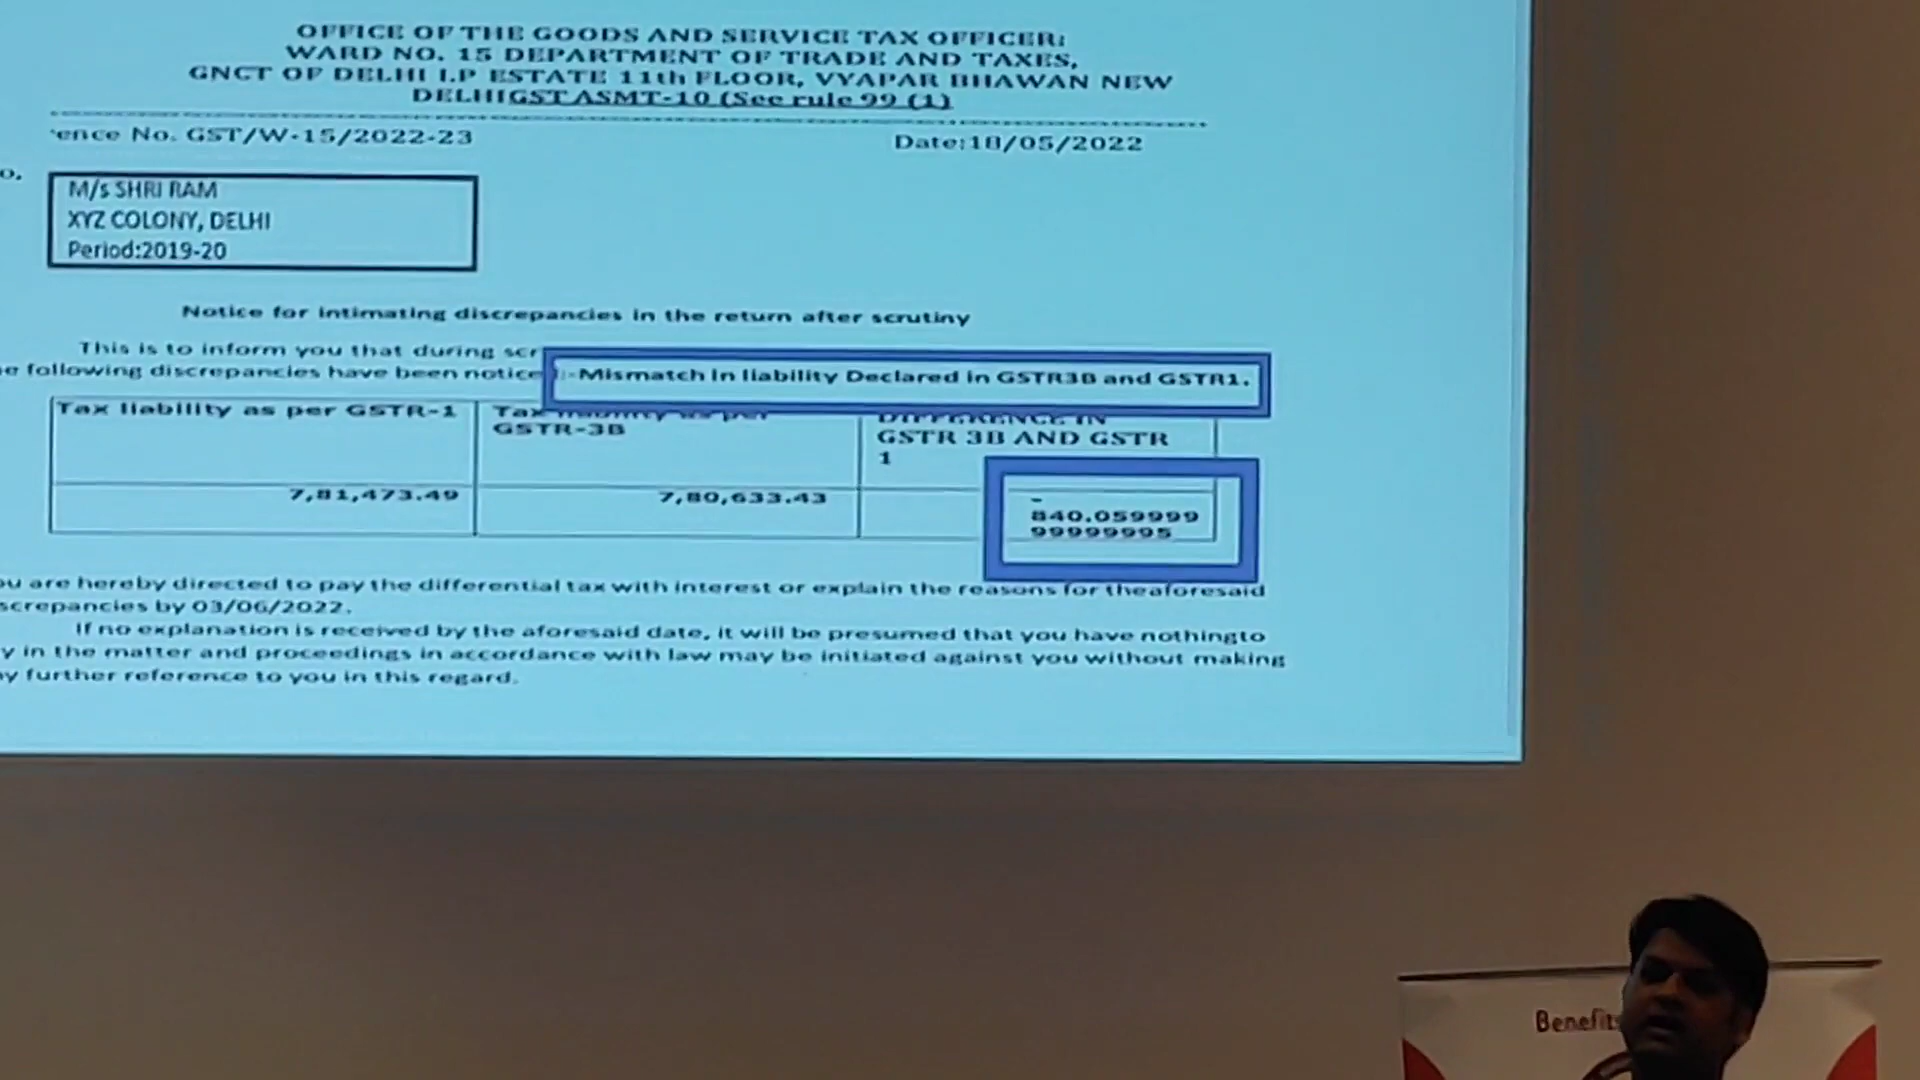 OFFICE OF THE GOODS AND SERVICE TAX OFFICER:
WARD NO. 15 DEPARTMENT OF TRADE AND TAXES,
GNCT OF DELHI I.P ESTATE 11th FLOOR, VYAPAR BHAWAN NEW
DELHIGST ASMT-10 (See rule 99 (1)
ence No. GST/W-15/2022-23
Date:18/05/2022
o,
M/s SHRI RAM
XYZ COLONY, DELHI
Period:2019-20
Notice for intimating discrepancies in the return after scrutiny
This is to inform you that during scr
e following discrepancies have been notice :-Mismatch in liability Declared in GSTR3B and GSTR1.
Tax liability as per GSTR-1
Tax liability as per
GSTR-3B
DIFFERENCE IN
GSTR 3B AND GSTR
1
7,81,473.49
7,80,633.43
-
840.059999
99999995
ou are hereby directed to pay the differential tax with interest or explain the reasons for theaforesaid
screpancies by 03/06/2022.
If no explanation is received by the aforesaid date, it will be presumed that you have nothingto
y in the matter and proceedings in accordance with law may be initiated against you without making
y further reference to you in this regard.
Benefits